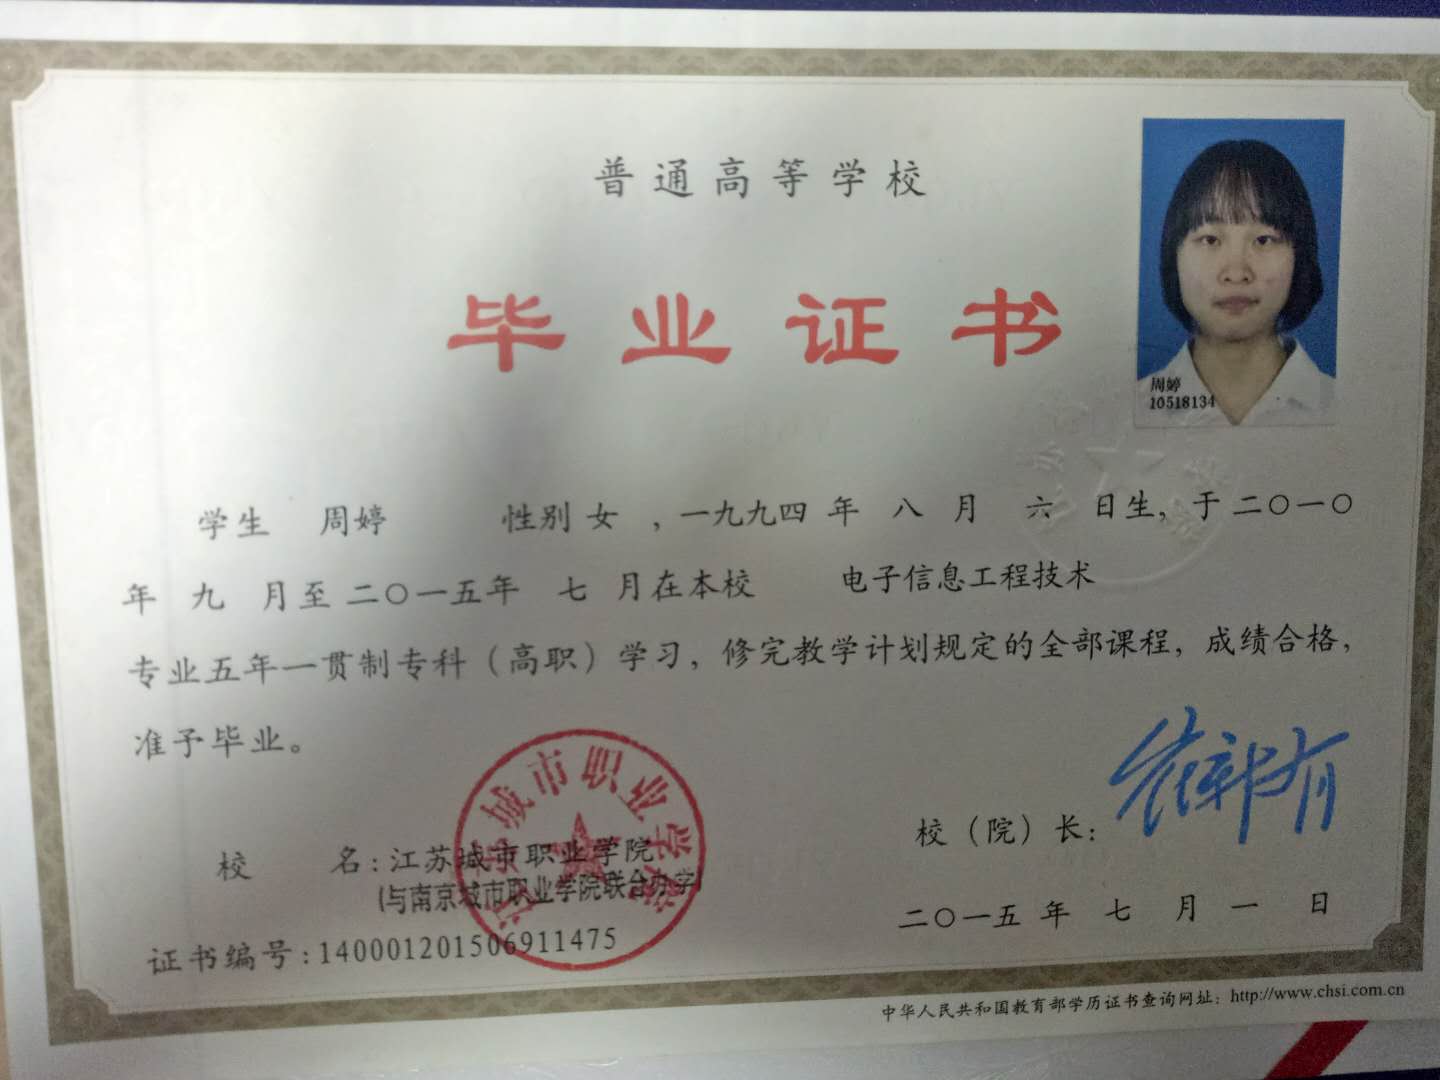 普通高等学校
毕业证书
周婷
10518134
学生 周婷 性别 女 ，一九九四 年 八 月 六 日生，于 二〇一〇
年 九 月至 二〇一五年 七 月在本校 电子信息工程技术
专业五年一贯制专科（高职）学习，修完教学计划规定的全部课程，成绩合格，
准予毕业。
江苏城市职业学院
校 名：江苏城市职业学院
(与南京城市职业学院联合办学)
证书编号：140001201506911475
校（院）长：
二〇一五 年 七 月 一 日
中华人民共和国教育部学历证书查询网址：http://www.chsi.com.cn